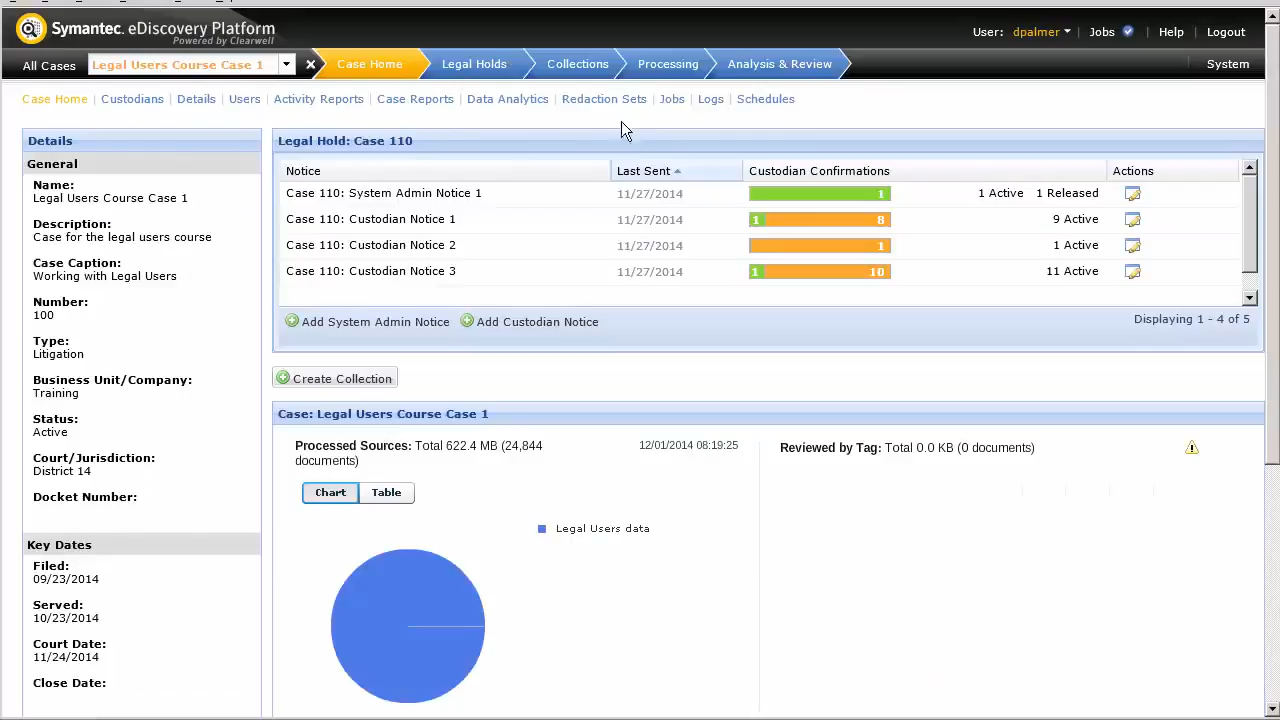 Symantec. eDiscovery Platform
Powered by Clearwell
User: dpalmer Jobs Help Logout
All Cases Legal Users Course Case 1 Case Home Legal Holds Collections Processing Analysis & Review System
Case Home | Custodians | Details | Users | Activity Reports | Case Reports | Data Analytics | Redaction Sets | Jobs | Logs | Schedules
Details
General
Name:
Legal Users Course Case 1
Description:
Case for the legal users course
Case Caption:
Working with Legal Users
Number:
100
Type:
Litigation
Business Unit/Company:
Training
Status:
Active
Court/Jurisdiction:
District 14
Docket Number:
Key Dates
Filed:
09/23/2014
Served:
10/23/2014
Court Date:
11/24/2014
Close Date:
Legal Hold: Case 110
Notice Last Sent Custodian Confirmations Actions
Case 110: System Admin Notice 1 11/27/2014 1 1 Active 1 Released
Case 110: Custodian Notice 1 11/27/2014 1 8 9 Active
Case 110: Custodian Notice 2 11/27/2014 1 1 Active
Case 110: Custodian Notice 3 11/27/2014 1 10 11 Active
Add System Admin Notice Add Custodian Notice Displaying 1 - 4 of 5
Create Collection
Case: Legal Users Course Case 1
Processed Sources: Total 622.4 MB (24,844
documents)
12/01/2014 08:19:25
Reviewed by Tag: Total 0.0 KB (0 documents)
Chart Table
Legal Users data